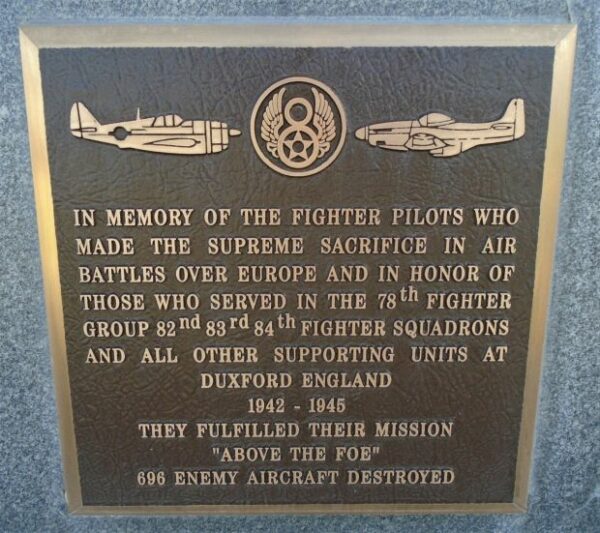 8
IN MEMORY OF THE FIGHTER PILOTS WHO
MADE THE SUPREME SACRIFICE IN AIR
BATTLES OVER EUROPE AND IN HONOR OF
THOSE WHO SERVED IN THE 78th FIGHTER
GROUP 82nd 83rd 84th FIGHTER SQUADRONS
AND ALL OTHER SUPPORTING UNITS AT
DUXFORD ENGLAND
1942 - 1945
THEY FULFILLED THEIR MISSION
"ABOVE THE FOE"
696 ENEMY AIRCRAFT DESTROYED